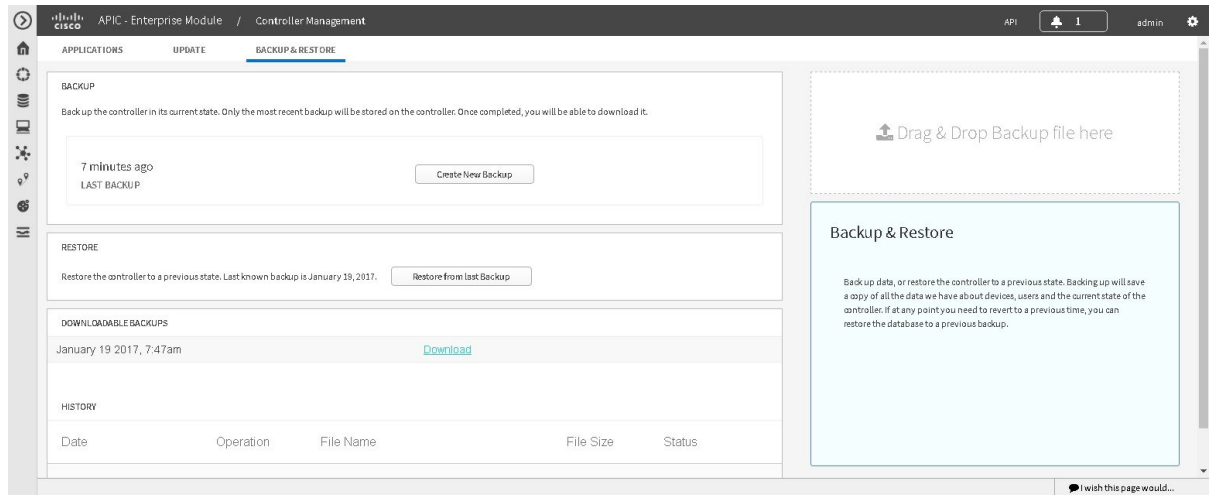 CISCO APIC - Enterprise Module / Controller Management API 1 admin
APPLICATIONS UPDATE BACKUP & RESTORE
BACKUP
Back up the controller in its current state. Only the most recent backup will be stored on the controller. Once completed, you will be able to download it.
7 minutes ago
LAST BACKUP
Create New Backup
RESTORE
Restore the controller to a previous state. Last known backup is January 19, 2017. Restore from last Backup
DOWNLOADABLE BACKUPS
January 19 2017, 7:47am Download
HISTORY
Date Operation File Name File Size Status
Drag & Drop Backup file here
Backup & Restore
Back up data, or restore the controller to a previous state. Backing up will save
a copy of all the data we have about devices, users and the current state of the
controller. If at any point you need to revert to a previous time, you can
restore the database to a previous backup.
I wish this page would...